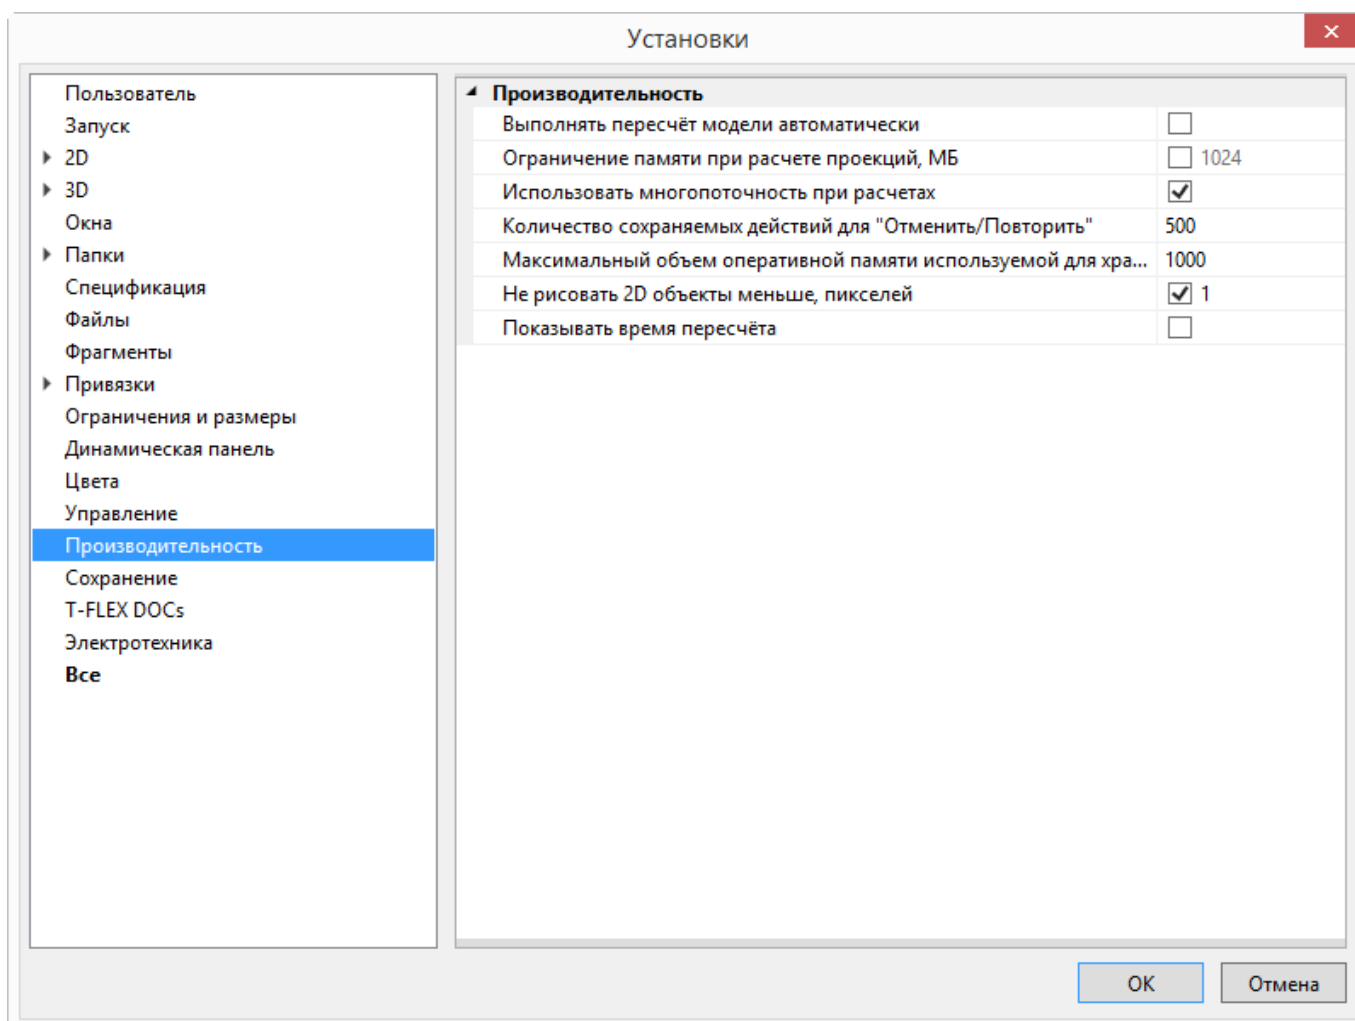 Установки
Пользователь
Запуск
2D
3D
Окна
Папки
Спецификация
Файлы
Фрагменты
Привязки
Ограничения и размеры
Динамическая панель
Цвета
Управление
Производительность
Сохранение
T-FLEX DOCs
Электротехника
Все
Производительность
Выполнять пересчёт модели автоматически
Ограничение памяти при расчете проекций, МБ 1024
Использовать многопоточность при расчетах
Количество сохраняемых действий для "Отменить/Повторить" 500
Максимальный объем оперативной памяти используемой для хра... 1000
Не рисовать 2D объекты меньше, пикселей 1
Показывать время пересчёта
ОК Отмена